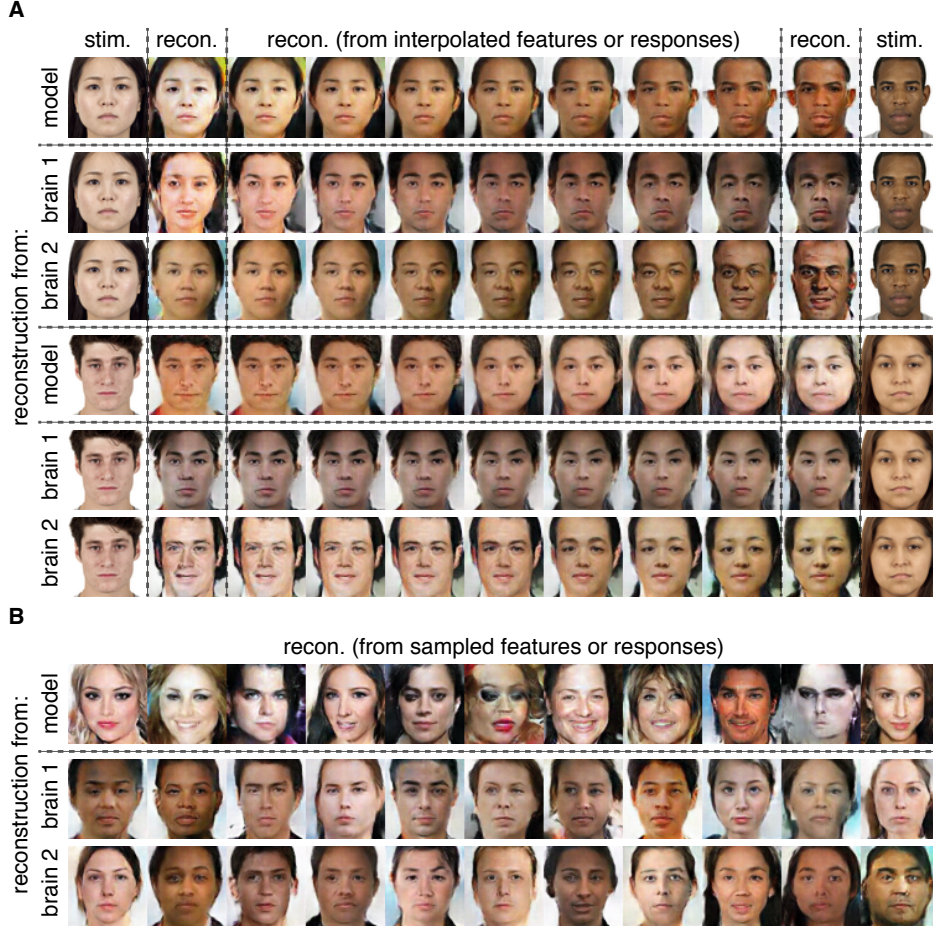 A
stim. recon. recon. (from interpolated features or responses) recon. stim.
reconstruction from:
model
brain 1
brain 2
model
brain 1
brain 2
B
recon. (from sampled features or responses)
reconstruction from:
model
brain 1
brain 2